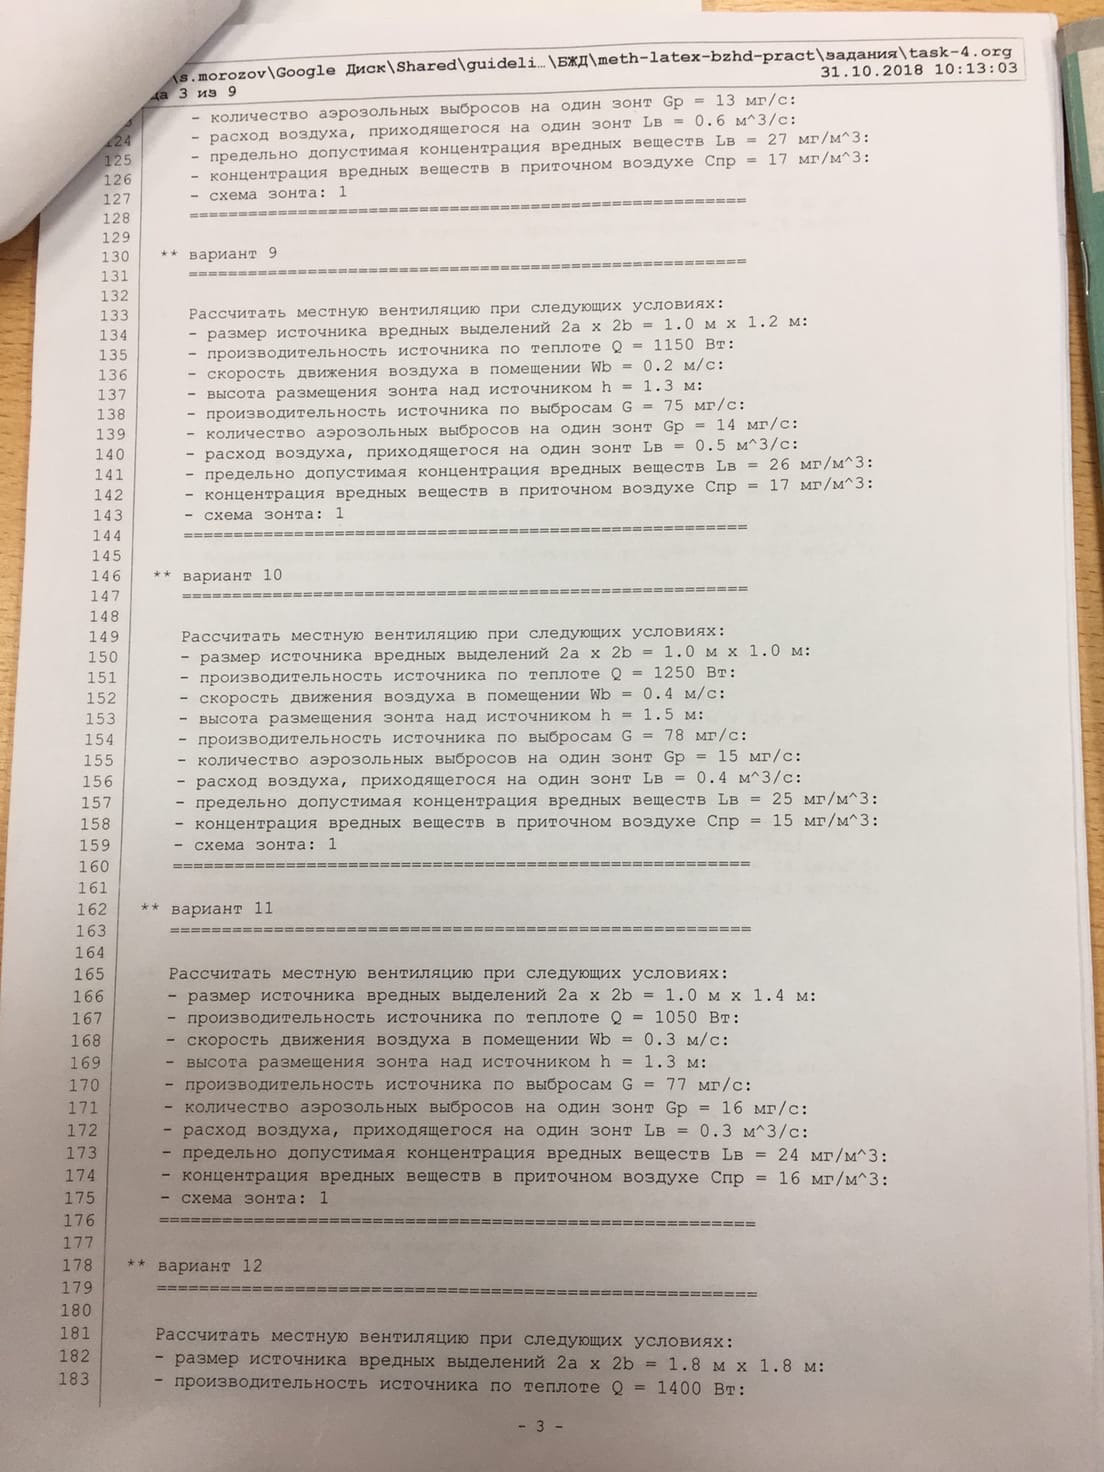 \s.morozov\Google Диск\Shared\guideli…\БЖД\meth-latex-bzhd-pract\задания\task-4.org
3 из 9 31.10.2018 10:13:03
- количество аэрозольных выбросов на один зонт Gp = 13 мг/с:
124 - расход воздуха, приходящегося на один зонт Lв = 0.6 м^3/с:
125 - предельно допустимая концентрация вредных веществ Lв = 27 мг/м^3:
126 - концентрация вредных веществ в приточном воздухе Спр = 17 мг/м^3:
127 - схема зонта: 1
128 ========================================================
129
130 ** вариант 9
131 ========================================================
132
133 Рассчитать местную вентиляцию при следующих условиях:
134 - размер источника вредных выделений 2a x 2b = 1.0 м x 1.2 м:
135 - производительность источника по теплоте Q = 1150 Вт:
136 - скорость движения воздуха в помещении Wb = 0.2 м/с:
137 - высота размещения зонта над источником h = 1.3 м:
138 - производительность источника по выбросам G = 75 мг/с:
139 - количество аэрозольных выбросов на один зонт Gp = 14 мг/с:
140 - расход воздуха, приходящегося на один зонт Lв = 0.5 м^3/с:
141 - предельно допустимая концентрация вредных веществ Lв = 26 мг/м^3:
142 - концентрация вредных веществ в приточном воздухе Спр = 17 мг/м^3:
143 - схема зонта: 1
144 ========================================================
145
146 ** вариант 10
147 ========================================================
148
149 Рассчитать местную вентиляцию при следующих условиях:
150 - размер источника вредных выделений 2a x 2b = 1.0 м x 1.0 м:
151 - производительность источника по теплоте Q = 1250 Вт:
152 - скорость движения воздуха в помещении Wb = 0.4 м/с:
153 - высота размещения зонта над источником h = 1.5 м:
154 - производительность источника по выбросам G = 78 мг/с:
155 - количество аэрозольных выбросов на один зонт Gp = 15 мг/с:
156 - расход воздуха, приходящегося на один зонт Lв = 0.4 м^3/с:
157 - предельно допустимая концентрация вредных веществ Lв = 25 мг/м^3:
158 - концентрация вредных веществ в приточном воздухе Спр = 15 мг/м^3:
159 - схема зонта: 1
160 ========================================================
161
162 ** вариант 11
163 ========================================================
164
165 Рассчитать местную вентиляцию при следующих условиях:
166 - размер источника вредных выделений 2a x 2b = 1.0 м x 1.4 м:
167 - производительность источника по теплоте Q = 1050 Вт:
168 - скорость движения воздуха в помещении Wb = 0.3 м/с:
169 - высота размещения зонта над источником h = 1.3 м:
170 - производительность источника по выбросам G = 77 мг/с:
171 - количество аэрозольных выбросов на один зонт Gp = 16 мг/с:
172 - расход воздуха, приходящегося на один зонт Lв = 0.3 м^3/с:
173 - предельно допустимая концентрация вредных веществ Lв = 24 мг/м^3:
174 - концентрация вредных веществ в приточном воздухе Спр = 16 мг/м^3:
175 - схема зонта: 1
176 ========================================================
177
178 ** вариант 12
179 ========================================================
180
181 Рассчитать местную вентиляцию при следующих условиях:
182 - размер источника вредных выделений 2a x 2b = 1.8 м x 1.8 м:
183 - производительность источника по теплоте Q = 1400 Вт:
- 3 -